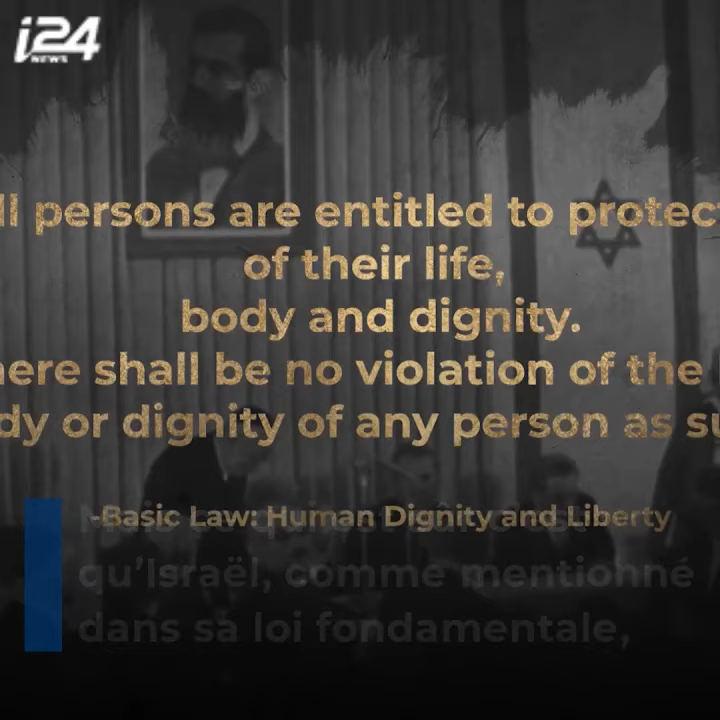 i24
NEWS
ll persons are entitled to protec
of their life,
body and dignity.
here shall be no violation of the
dy or dignity of any person as su
-Basic Law: Human Dignity and Liberty
qu'Israël, comme mentionné
dans sa loi fondamentale,